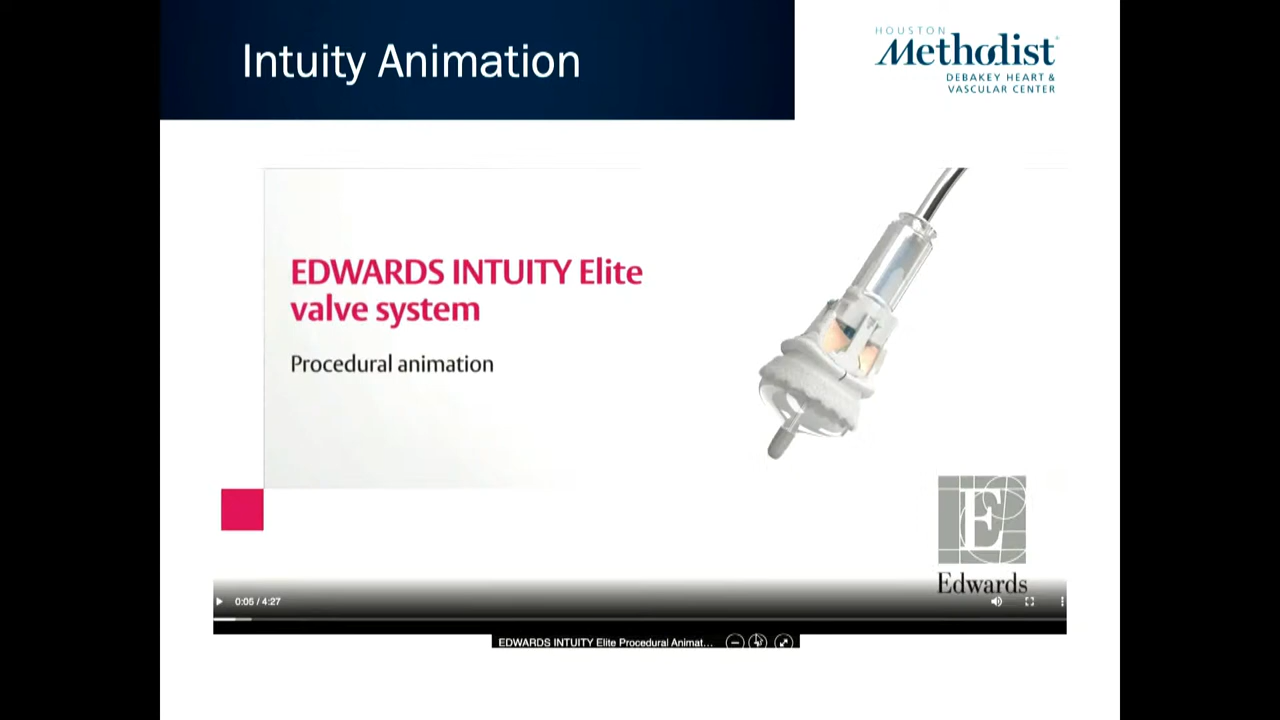 Intuity Animation
HOUSTON
Methodist
DEBAKEY HEART &
VASCULAR CENTER
EDWARDS INTUITY Elite
valve system
Procedural animation
E
Edwards
0:05 / 4:27
EDWARDS INTUITY Elite Procedural Animat...